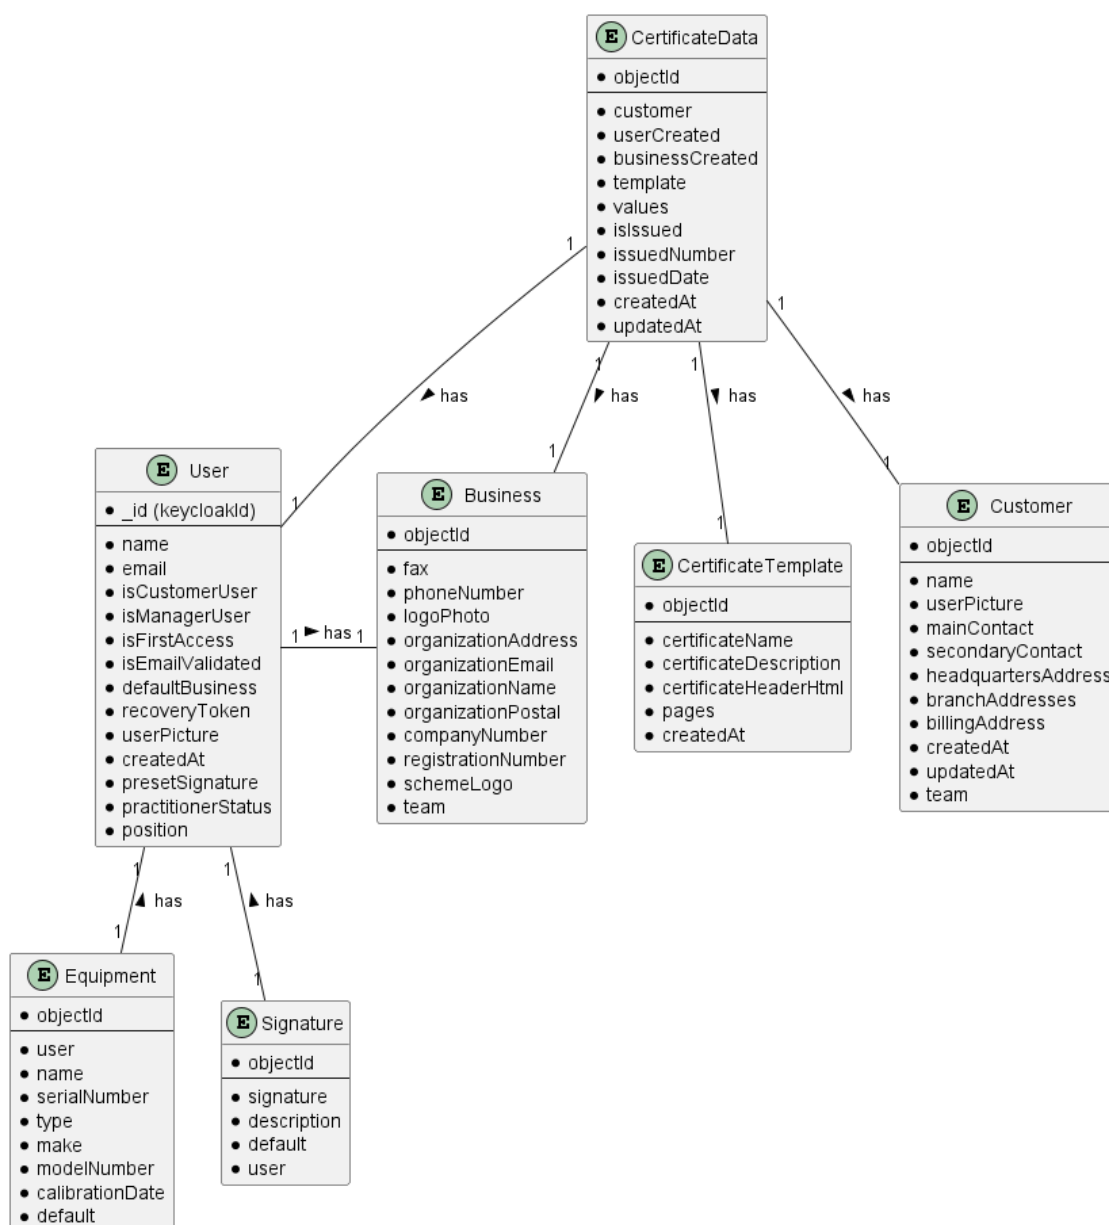 E CertificateData
objectId
customer
userCreated
businessCreated
template
values
isIssued
issuedNumber
issuedDate
createdAt
updatedAt
1
1
1
1
has
has
has
has
1
1
1
1
E User
_id (keycloakId)
name
email
isCustomerUser
isManagerUser
isFirstAccess
isEmailValidated
defaultBusiness
recoveryToken
userPicture
createdAt
presetSignature
practitionerStatus
position
1 has 1
E Business
objectId
fax
phoneNumber
logoPhoto
organizationAddress
organizationEmail
organizationName
organizationPostal
companyNumber
registrationNumber
schemeLogo
team
E CertificateTemplate
objectId
certificateName
certificateDescription
certificateHeaderHtml
pages
createdAt
E Customer
objectId
name
userPicture
mainContact
secondaryContact
headquartersAddress
branchAddresses
billingAddress
createdAt
updatedAt
team
1
1
has
has
1
1
E Equipment
objectId
user
name
serialNumber
type
make
modelNumber
calibrationDate
default
E Signature
objectId
signature
description
default
user